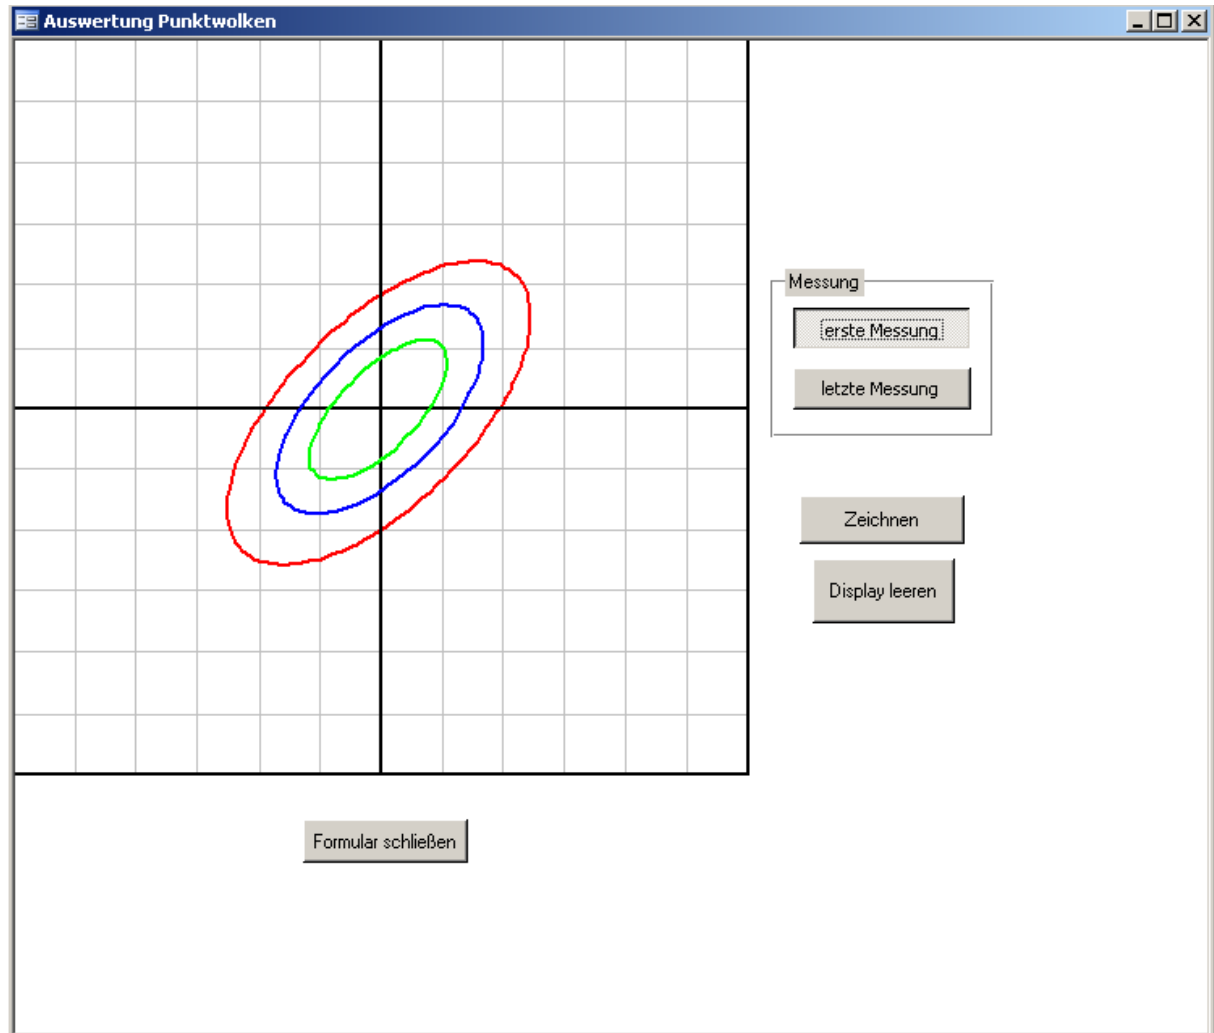 Auswertung Punktwolken
Messung
erste Messung
letzte Messung
Zeichnen
Display leeren
Formular schließen